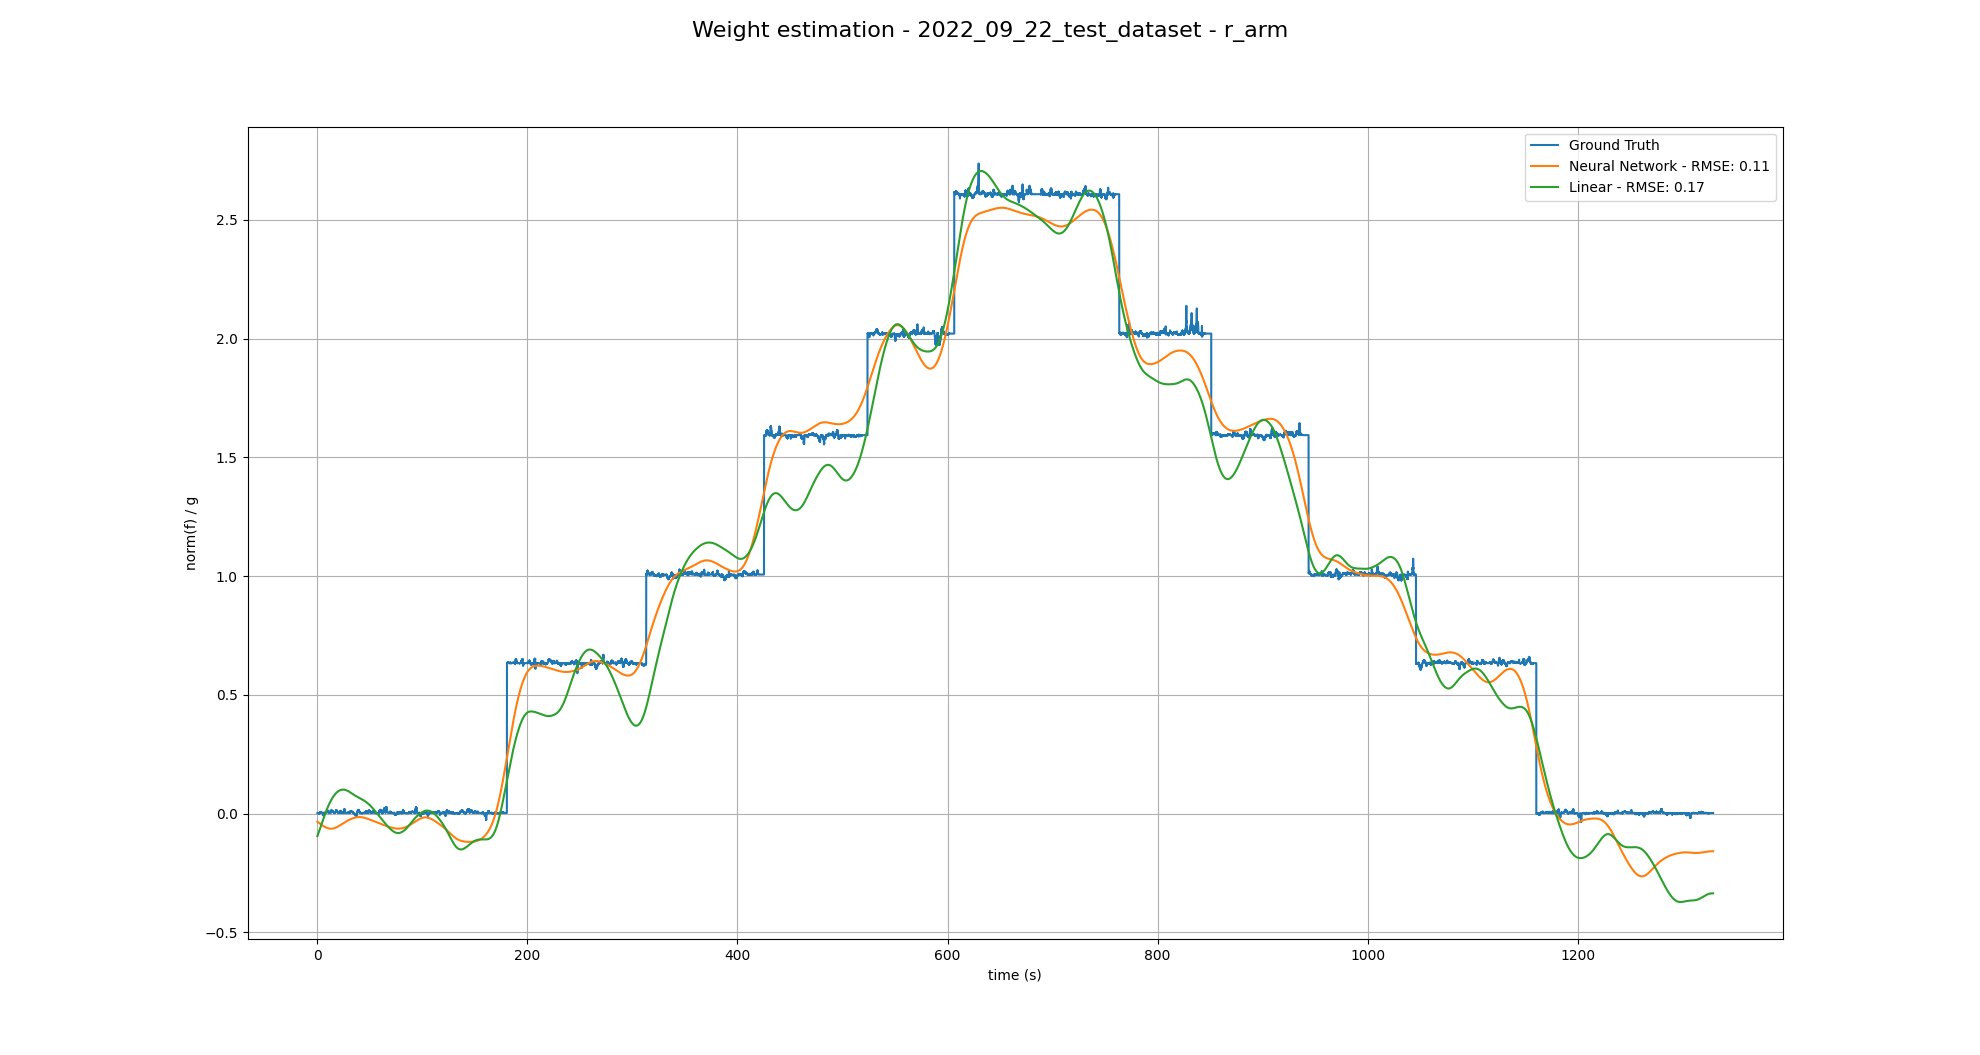 Weight estimation - 2022_09_22_test_dataset - r_arm
Ground Truth
Neural Network - RMSE: 0.11
Linear - RMSE: 0.17
norm(f) / g
2.5
2.0
1.5
1.0
0.5
0.0
−0.5
0 200 400 600 800 1000 1200
time (s)